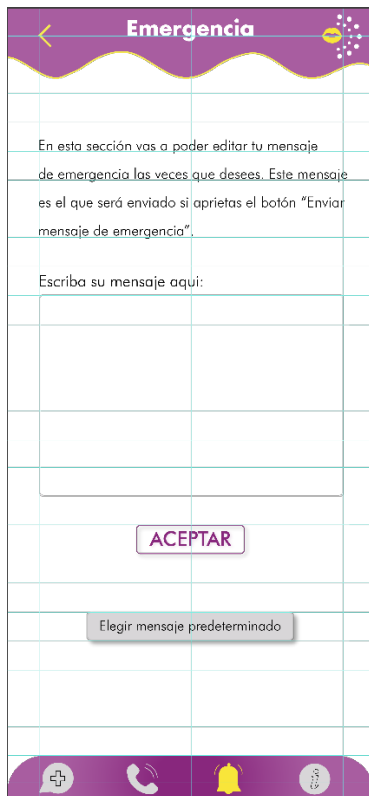 Emergencia
En esta sección vas a poder editar tu mensaje
de emergencia las veces que desees. Este mensaje
es el que será enviado si aprietas el botón “Enviar
mensaje de emergencia”.
Escriba su mensaje aqui:
ACEPTAR
Elegir mensaje predeterminado